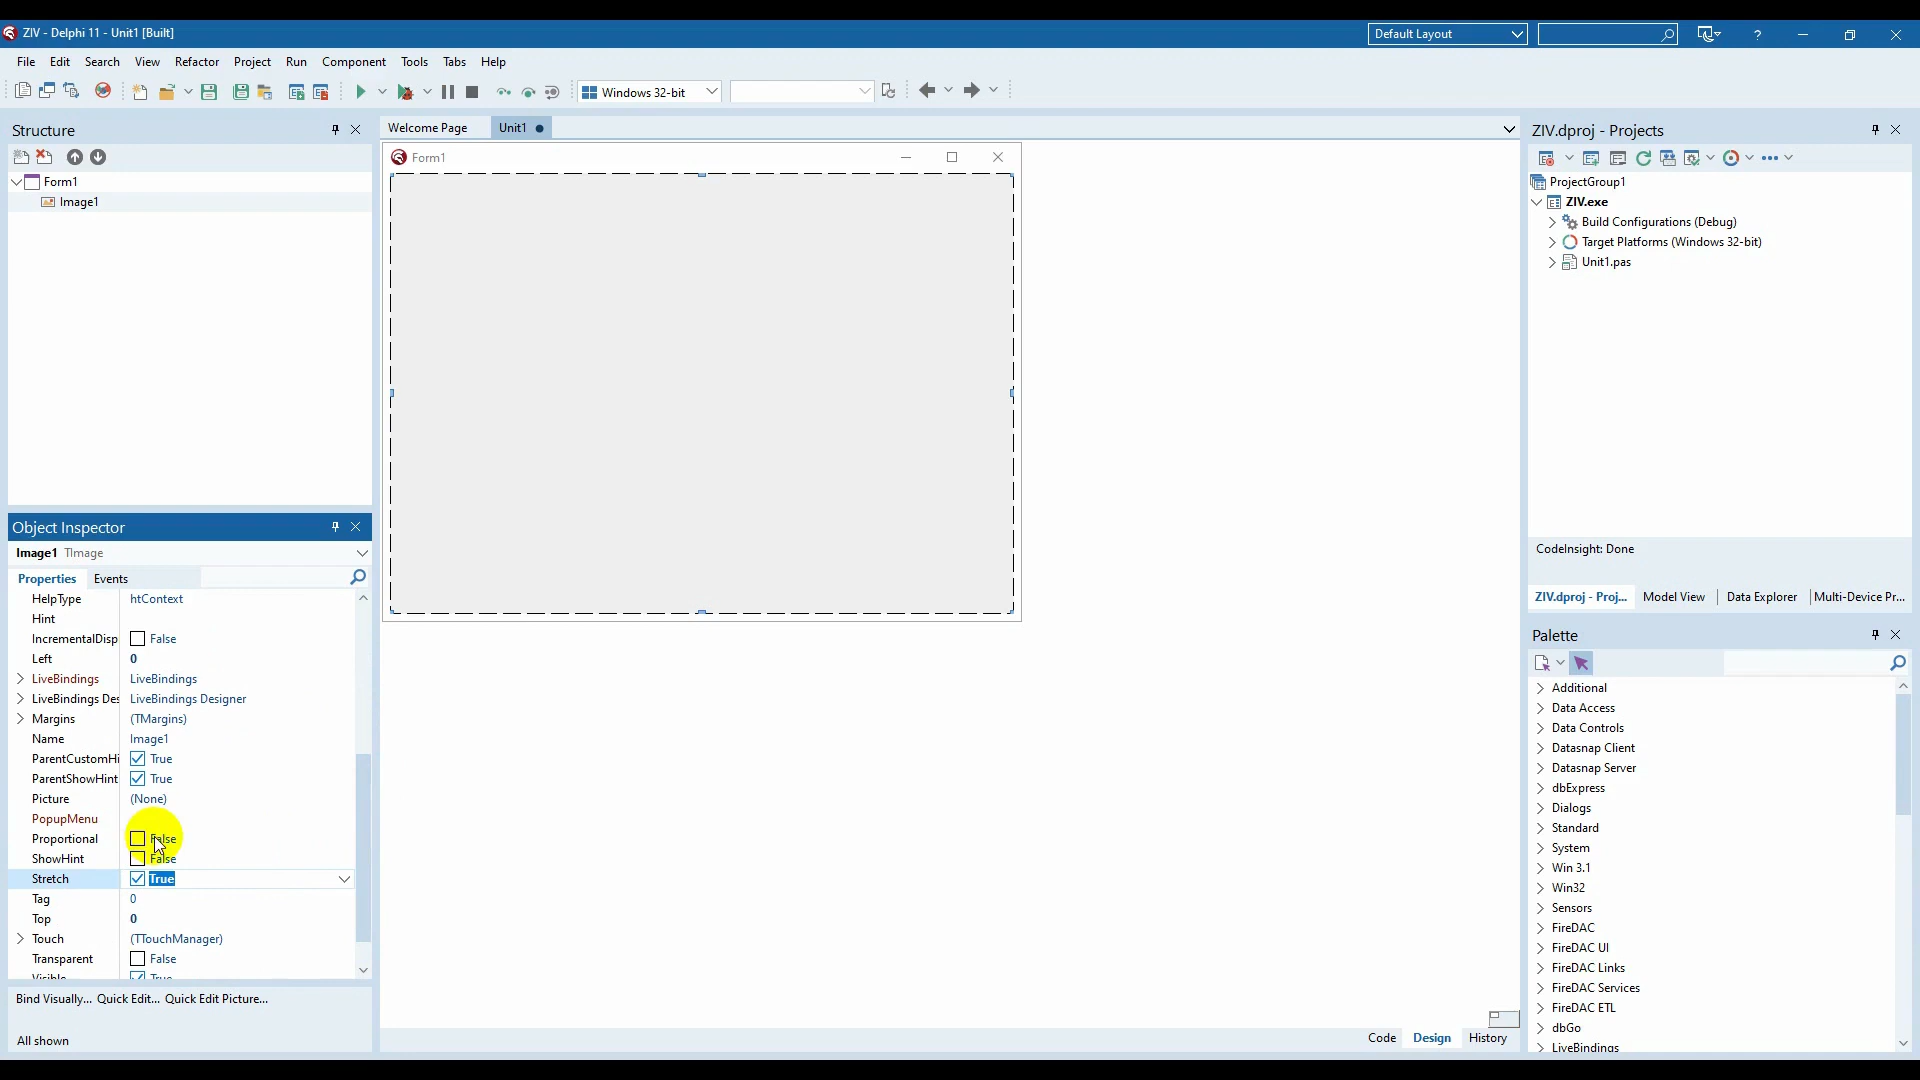 ZIV - Delphi 11 - Unit1 [Built]
Default Layout
?
File Edit Search View Refactor Project Run Component Tools Tabs Help
Windows 32-bit
Structure
Form1
Image1
Welcome Page
Unit1
Form1
Object Inspector
Image1 TImage
Properties
Events
HelpType htContext
Hint
IncrementalDisp False
Left 0
LiveBindings LiveBindings
LiveBindings Des LiveBindings Designer
Margins (TMargins)
Name Image1
ParentCustomHi True
ParentShowHint True
Picture (None)
PopupMenu
Proportional False
ShowHint False
Stretch True
Tag 0
Top 0
Touch (TTouchManager)
Transparent False
Visible True
Bind Visually... Quick Edit... Quick Edit Picture...
All shown
Code Design History
ZIV.dproj - Projects
ProjectGroup1
ZIV.exe
Build Configurations (Debug)
Target Platforms (Windows 32-bit)
Unit1.pas
CodeInsight: Done
ZIV.dproj - Proj... Model View Data Explorer Multi-Device Pr...
Palette
Additional
Data Access
Data Controls
Datasnap Client
Datasnap Server
dbExpress
Dialogs
Standard
System
Win 3.1
Win32
Sensors
FireDAC
FireDAC UI
FireDAC Links
FireDAC Services
FireDAC ETL
dbGo
LiveBindings